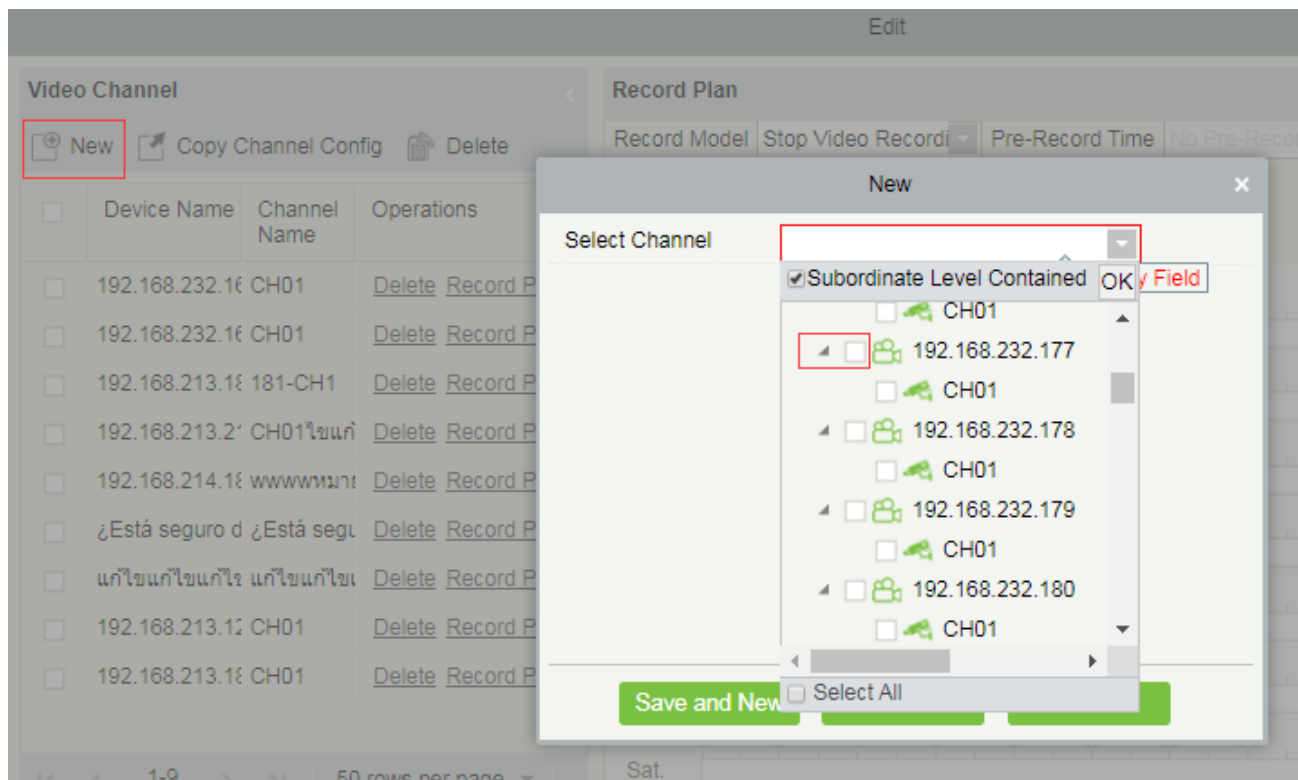 Edit
Video Channel
Record Plan
New Copy Channel Config Delete
Record Model Stop Video Recordi Pre-Record Time No Pre-Reco
Device Name Channel Name Operations
192.168.232.16 CH01 Delete Record P
192.168.232.16 CH01 Delete Record P
192.168.213.18 181-CH1 Delete Record P
192.168.213.21 CH01ไขแก้ Delete Record P
192.168.214.18 wwwwหมาย Delete Record P
¿Está seguro d ¿Está segu Delete Record P
แก้ไขแก้ไขแก้ไข แก้ไขแก้ไขแ Delete Record P
192.168.213.12 CH01 Delete Record P
192.168.213.18 CH01 Delete Record P
1-9 50 rows per page
New
Select Channel
Subordinate Level Contained OK y Field
CH01
192.168.232.177
CH01
192.168.232.178
CH01
192.168.232.179
CH01
192.168.232.180
CH01
Select All
Save and New
Sat.